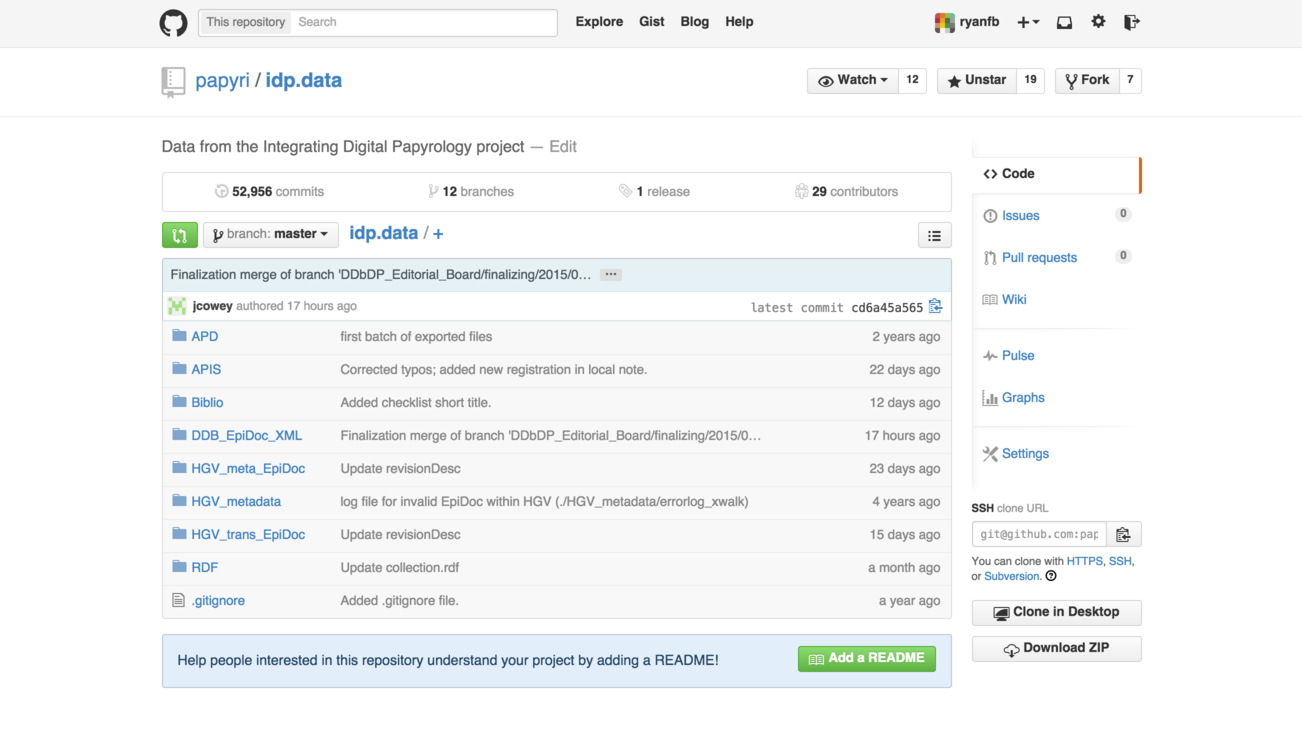 This repository Search Explore Gist Blog Help ryanfb
papyri / idp.data Watch 12 Unstar 19 Fork 7
Data from the Integrating Digital Papyrology project — Edit
52,956 commits 12 branches 1 release 29 contributors
branch: master idp.data / +
Finalization merge of branch 'DDbDP_Editorial_Board/finalizing/2015/0… …
jcowey authored 17 hours ago latest commit cd6a45a565
APD first batch of exported files 2 years ago
APIS Corrected typos; added new registration in local note. 22 days ago
Biblio Added checklist short title. 12 days ago
DDB_EpiDoc_XML Finalization merge of branch 'DDbDP_Editorial_Board/finalizing/2015/0… 17 hours ago
HGV_meta_EpiDoc Update revisionDesc 23 days ago
HGV_metadata log file for invalid EpiDoc within HGV (./HGV_metadata/errorlog_xwalk) 4 years ago
HGV_trans_EpiDoc Update revisionDesc 15 days ago
RDF Update collection.rdf a month ago
.gitignore Added .gitignore file. a year ago
Help people interested in this repository understand your project by adding a README! Add a README
Code
Issues 0
Pull requests 0
Wiki
Pulse
Graphs
Settings
SSH clone URL
git@github.com:pap
You can clone with HTTPS, SSH,
or Subversion.
Clone in Desktop
Download ZIP